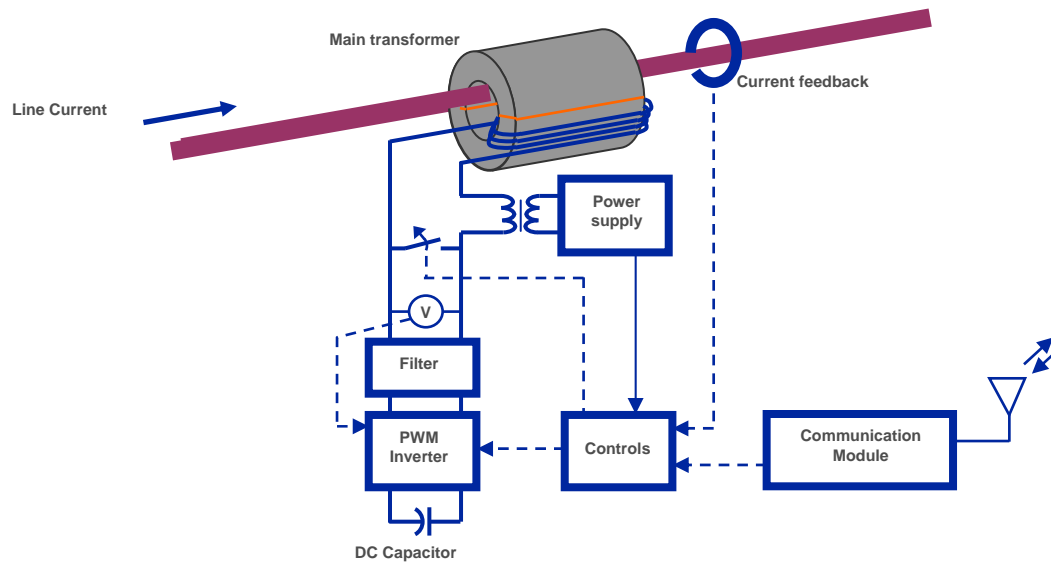 Main transformer
Line Current
Current feedback
Power
supply
V
Filter
PWM
Inverter
Controls
Communication
Module
DC Capacitor